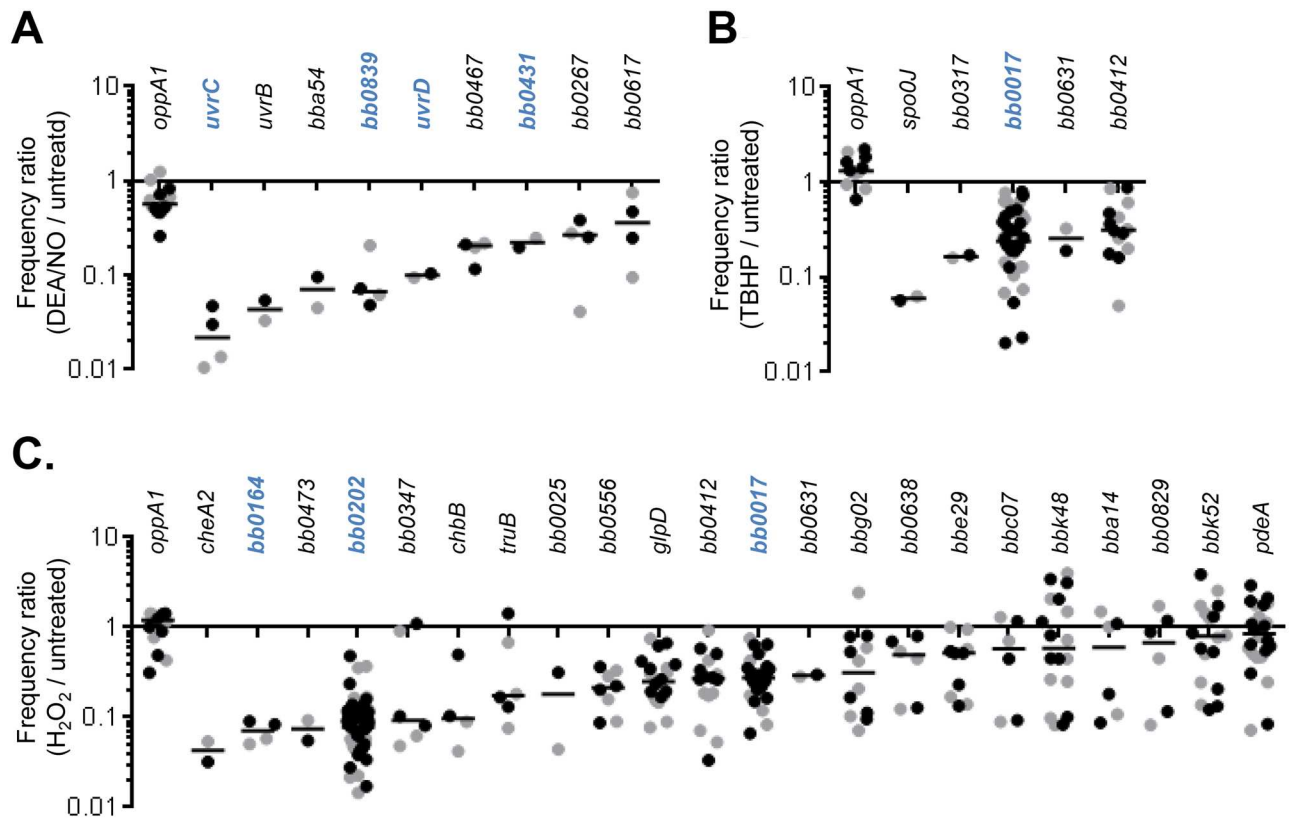 A
B
oppA1
uvrC
uvrB
bba54
bb0839
uvrD
bb0467
bb0431
bb0267
bb0617
10
1
0.1
0.01
Frequency ratio
(DEA/NO / untreatd)
oppA1
spo0J
bb0317
bb0017
bb0631
bb0412
10
1
0.1
0.01
Frequency ratio
(TBHP / untreated)
C.
oppA1
cheA2
bb0164
bb0473
bb0202
bb0347
chbB
truB
bb0025
bb0556
glpD
bb0412
bb0017
bb0631
bbg02
bb0638
bbe29
bbc07
bbk48
bba14
bb0829
bbk52
pdeA
10
1
0.1
0.01
Frequency ratio
(H₂O₂ / untreated)